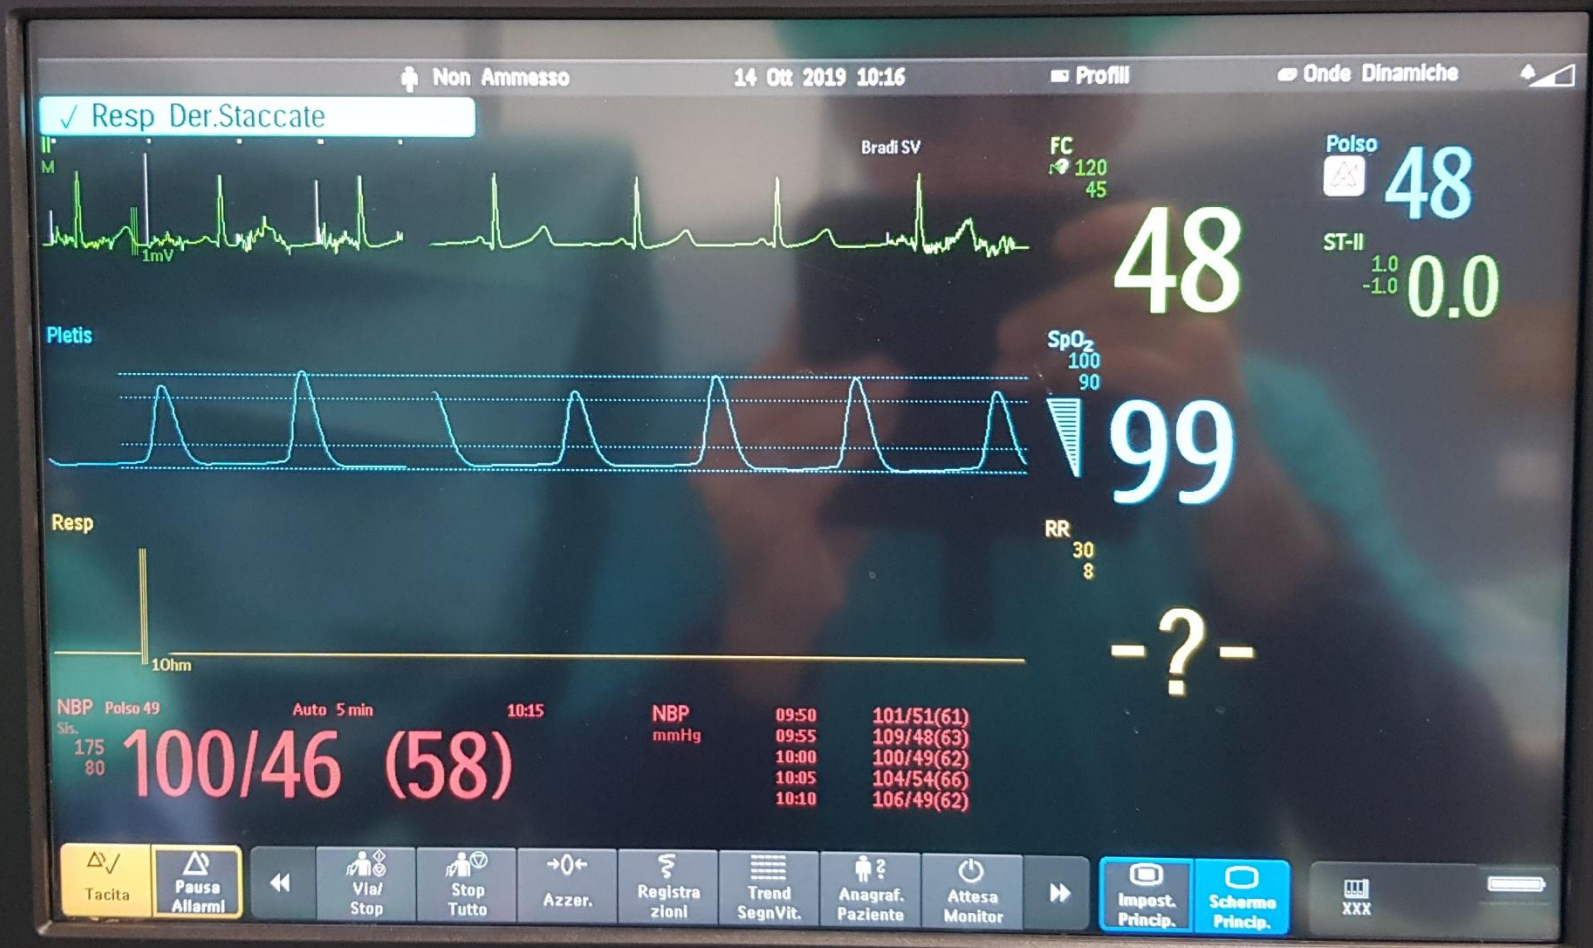 Non Ammesso
14 Ott 2019 10:16
Profili
Onde Dinamiche
✓ Resp Der.Staccate
II
M
1mV
Bradi SV
FC
120
45
48
Polso
48
ST-II
1.0
-1.0
0.0
Pletis
SpO₂
100
90
99
Resp
10hm
RR
30
8
-?-
NBP Polso 49 Auto 5 min 10:15
Sis.
175
80
100/46 (58)
NBP
mmHg
09:50 101/51(61)
09:55 109/48(63)
10:00 100/49(62)
10:05 104/54(66)
10:10 106/49(62)
Tacita
Pausa
Allarmi
Via/
Stop
Stop
Tutto
→0←
Azzer.
Registra
zioni
Trend
SegnVit.
?
Anagraf.
Paziente
Attesa
Monitor
Impost.
Princip.
Schermo
Princip.
XXX